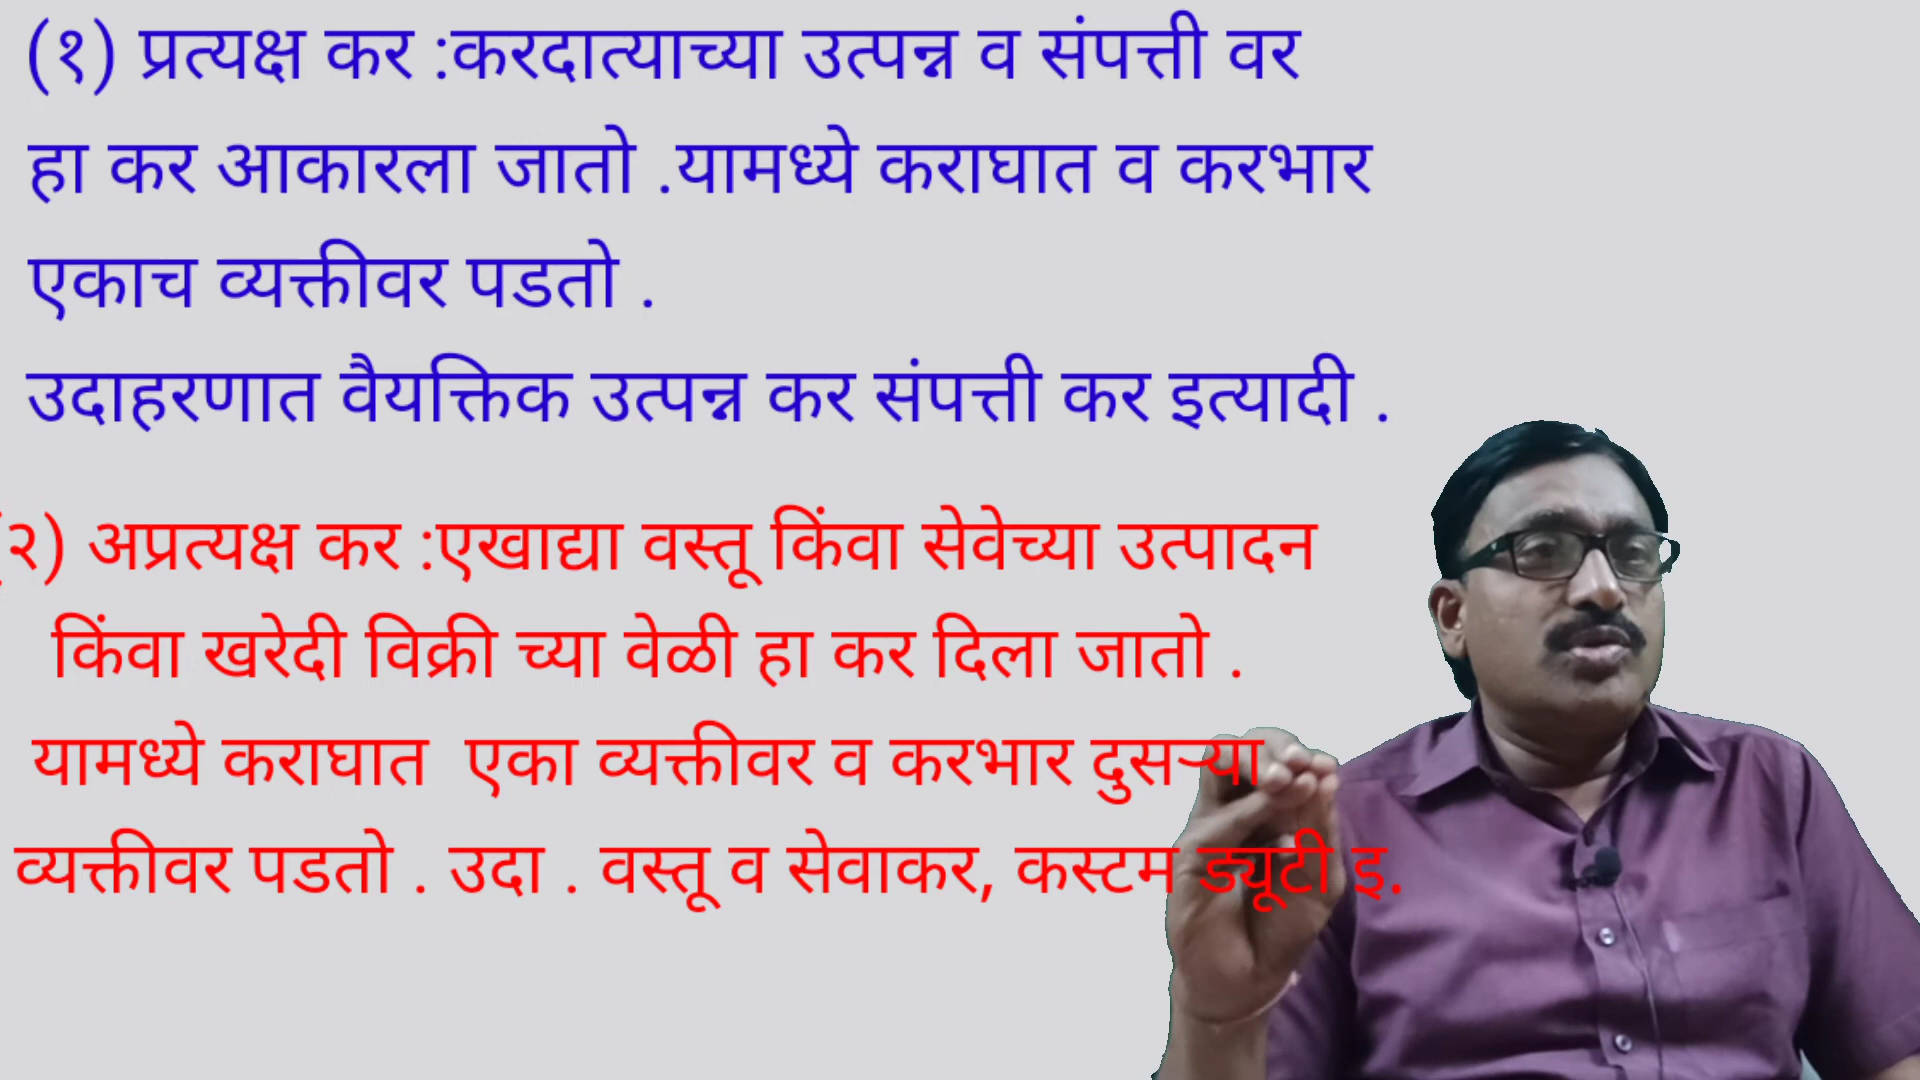 (१) प्रत्यक्ष कर :करदात्याच्या उत्पन्न व संपत्ती वर
हा कर आकारला जातो .यामध्ये कराघात व करभार
एकाच व्यक्तीवर पडतो .
उदाहरणात वैयक्तिक उत्पन्न कर संपत्ती कर इत्यादी .
(२) अप्रत्यक्ष कर :एखाद्या वस्तू किंवा सेवेच्या उत्पादन
किंवा खरेदी विक्री च्या वेळी हा कर दिला जातो .
यामध्ये कराघात  एका व्यक्तीवर व करभार दुसऱ्या
व्यक्तीवर पडतो . उदा . वस्तू व सेवाकर, कस्टम ड्यूटी इ.